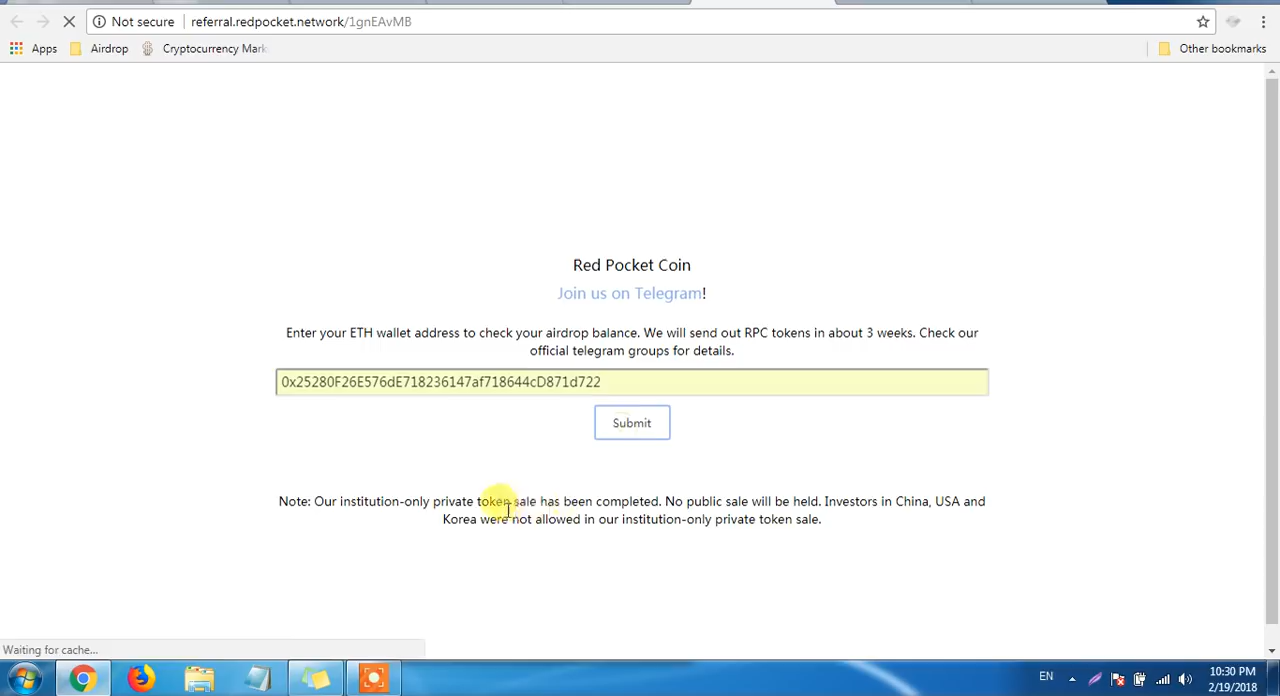 Not secure referral.redpocket.network/1gnEAvMB
Apps Airdrop Cryptocurrency Mark Other bookmarks
Red Pocket Coin
Join us on Telegram!
Enter your ETH wallet address to check your airdrop balance. We will send out RPC tokens in about 3 weeks. Check our
official telegram groups for details.
0x25280F26E576dE718236147af718644cD871d722
Submit
Note: Our institution-only private token sale has been completed. No public sale will be held. Investors in China, USA and
Korea were not allowed in our institution-only private token sale.
Waiting for cache...
EN 10:30 PM
2/19/2018